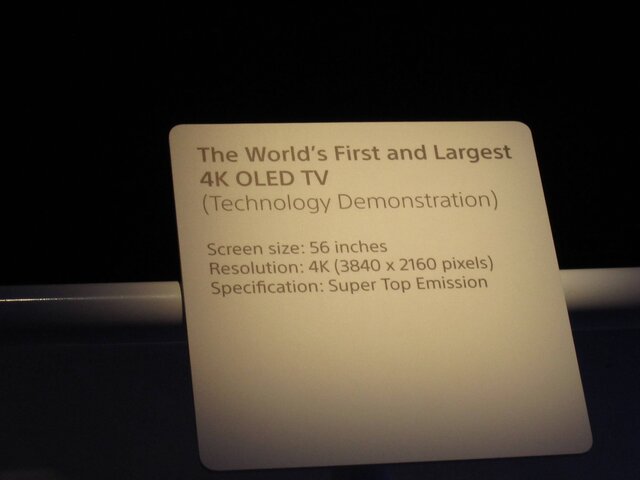 The World's First and Largest
4K OLED TV
(Technology Demonstration)
Screen size: 56 inches
Resolution: 4K (3840 x 2160 pixels)
Specification: Super Top Emission